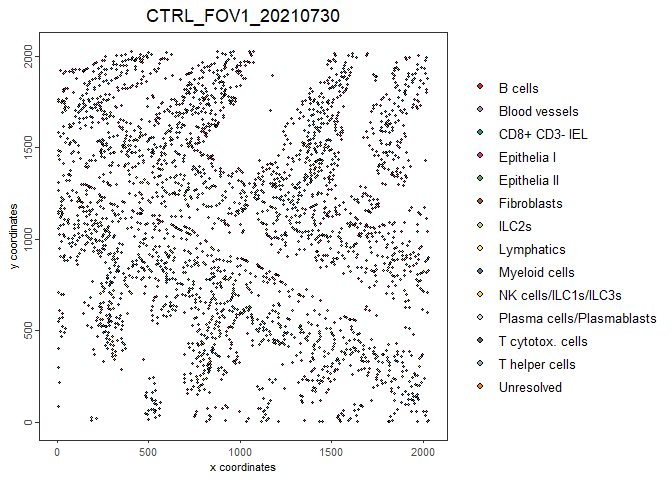 CTRL_FOV1_20210730
2000
1500
1000
500
0
y coordinates
0 500 1000 1500 2000
x coordinates
B cells
Blood vessels
CD8+ CD3- IEL
Epithelia I
Epithelia II
Fibroblasts
ILC2s
Lymphatics
Myeloid cells
NK cells/ILC1s/ILC3s
Plasma cells/Plasmablasts
T cytotox. cells
T helper cells
Unresolved